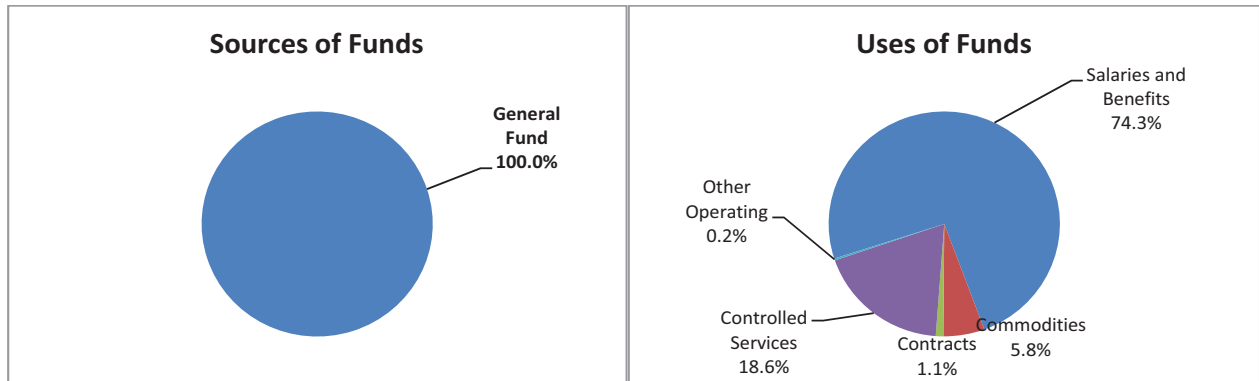 Sources of Funds
General
Fund
100.0%
Uses of Funds
Salaries and
Benefits
74.3%
Other
Operating
0.2%
Controlled
Services
18.6%
Contracts
1.1%
Commodities
5.8%